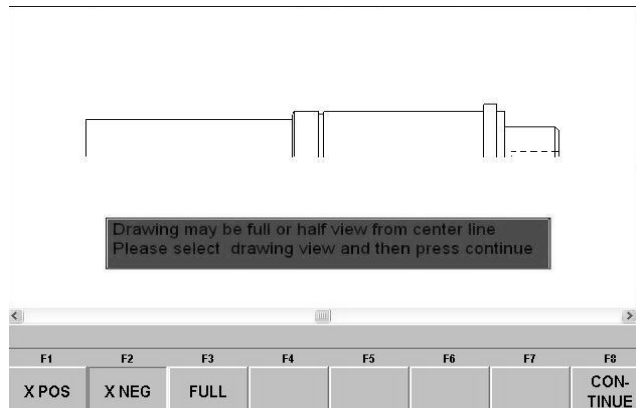 Drawing may be full or half view from center line
Please select drawing view and then press continue
F1 F2 F3 F4 F5 F6 F7 F8
X POS X NEG FULL CON-
TINUE